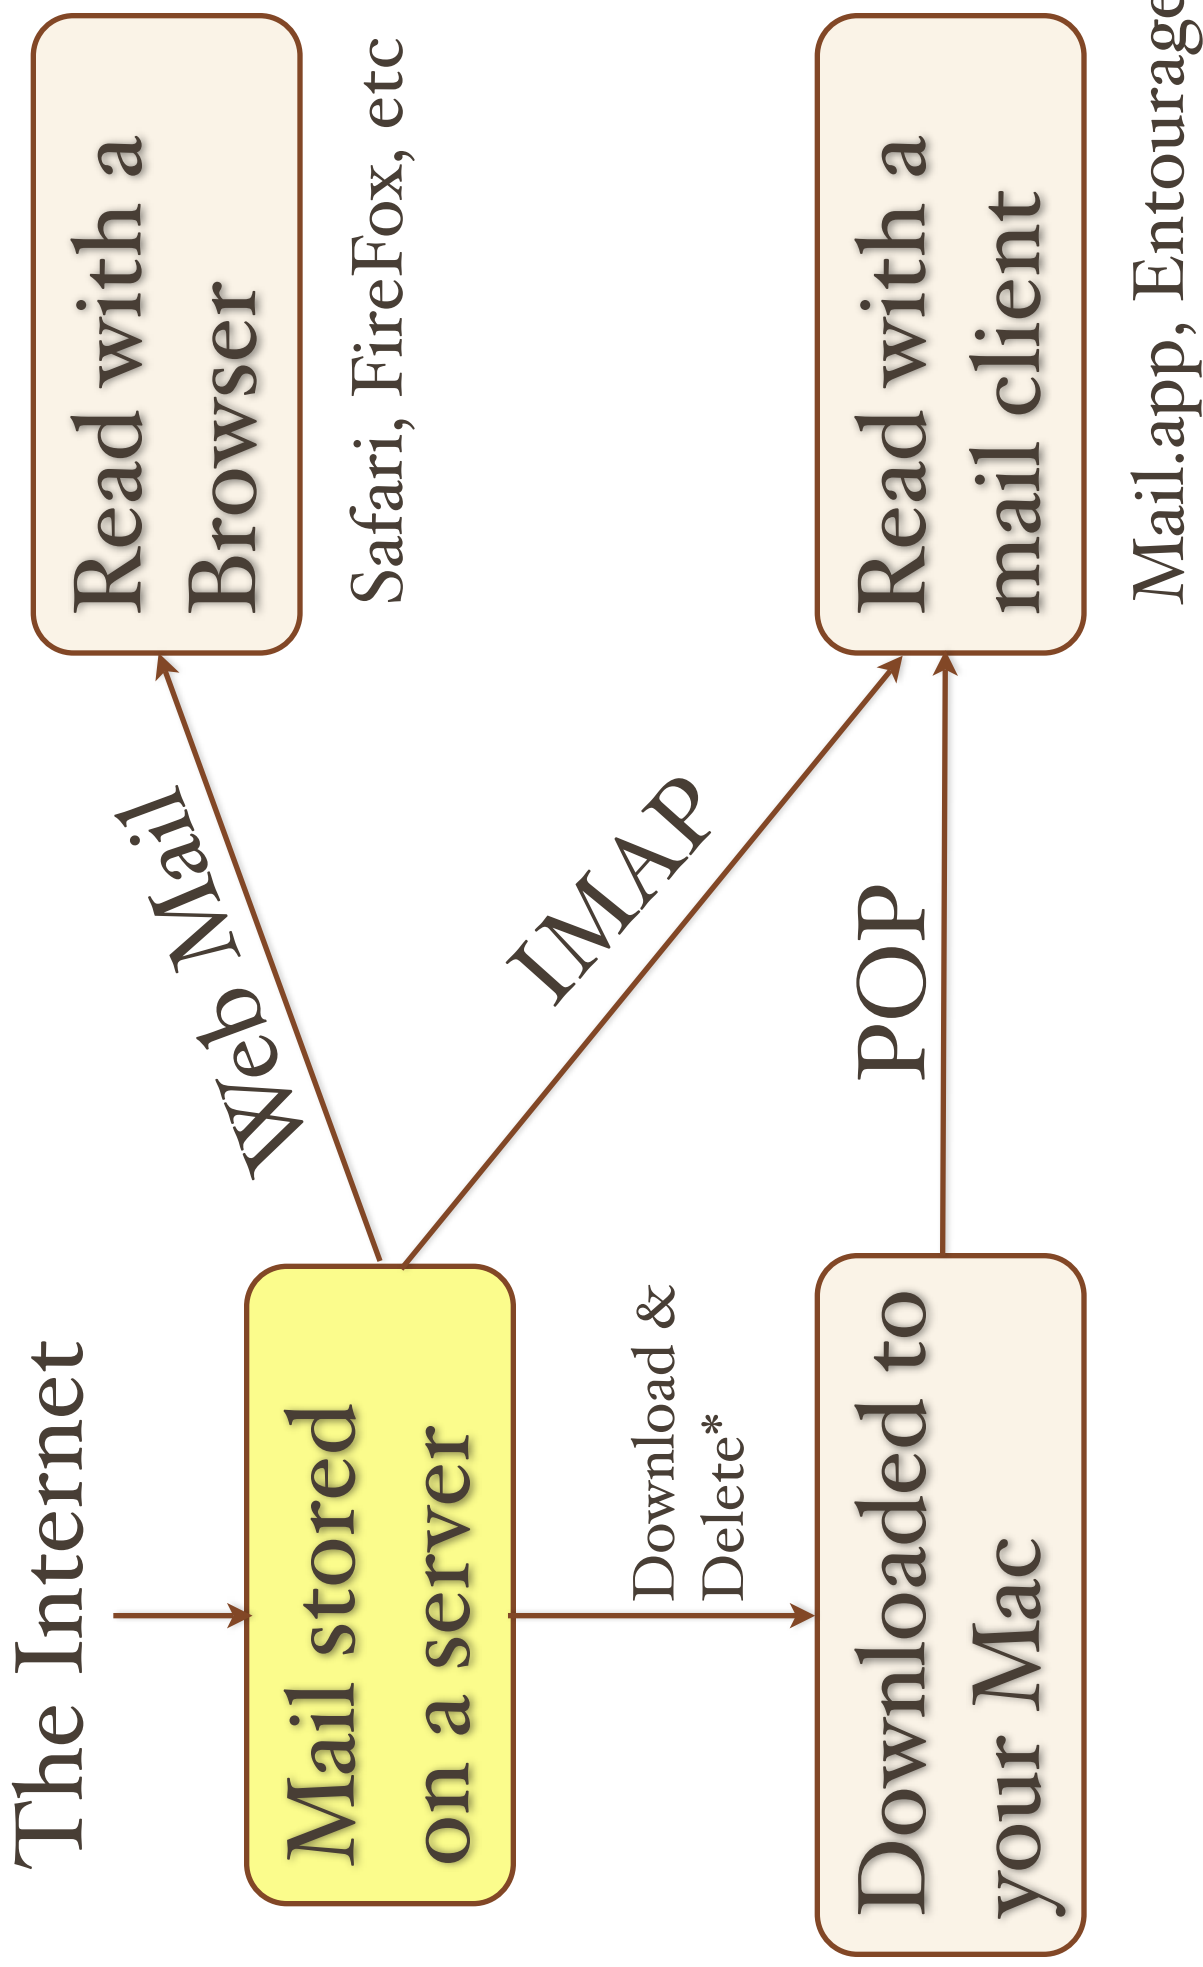 The Internet
Mail stored
on a server
Web Mail
Read with a
Browser
Safari, FireFox, etc
IMAP
Download &
Delete*
Downloaded to
your Mac
POP
Read with a
mail client
Mail.app, Entourage